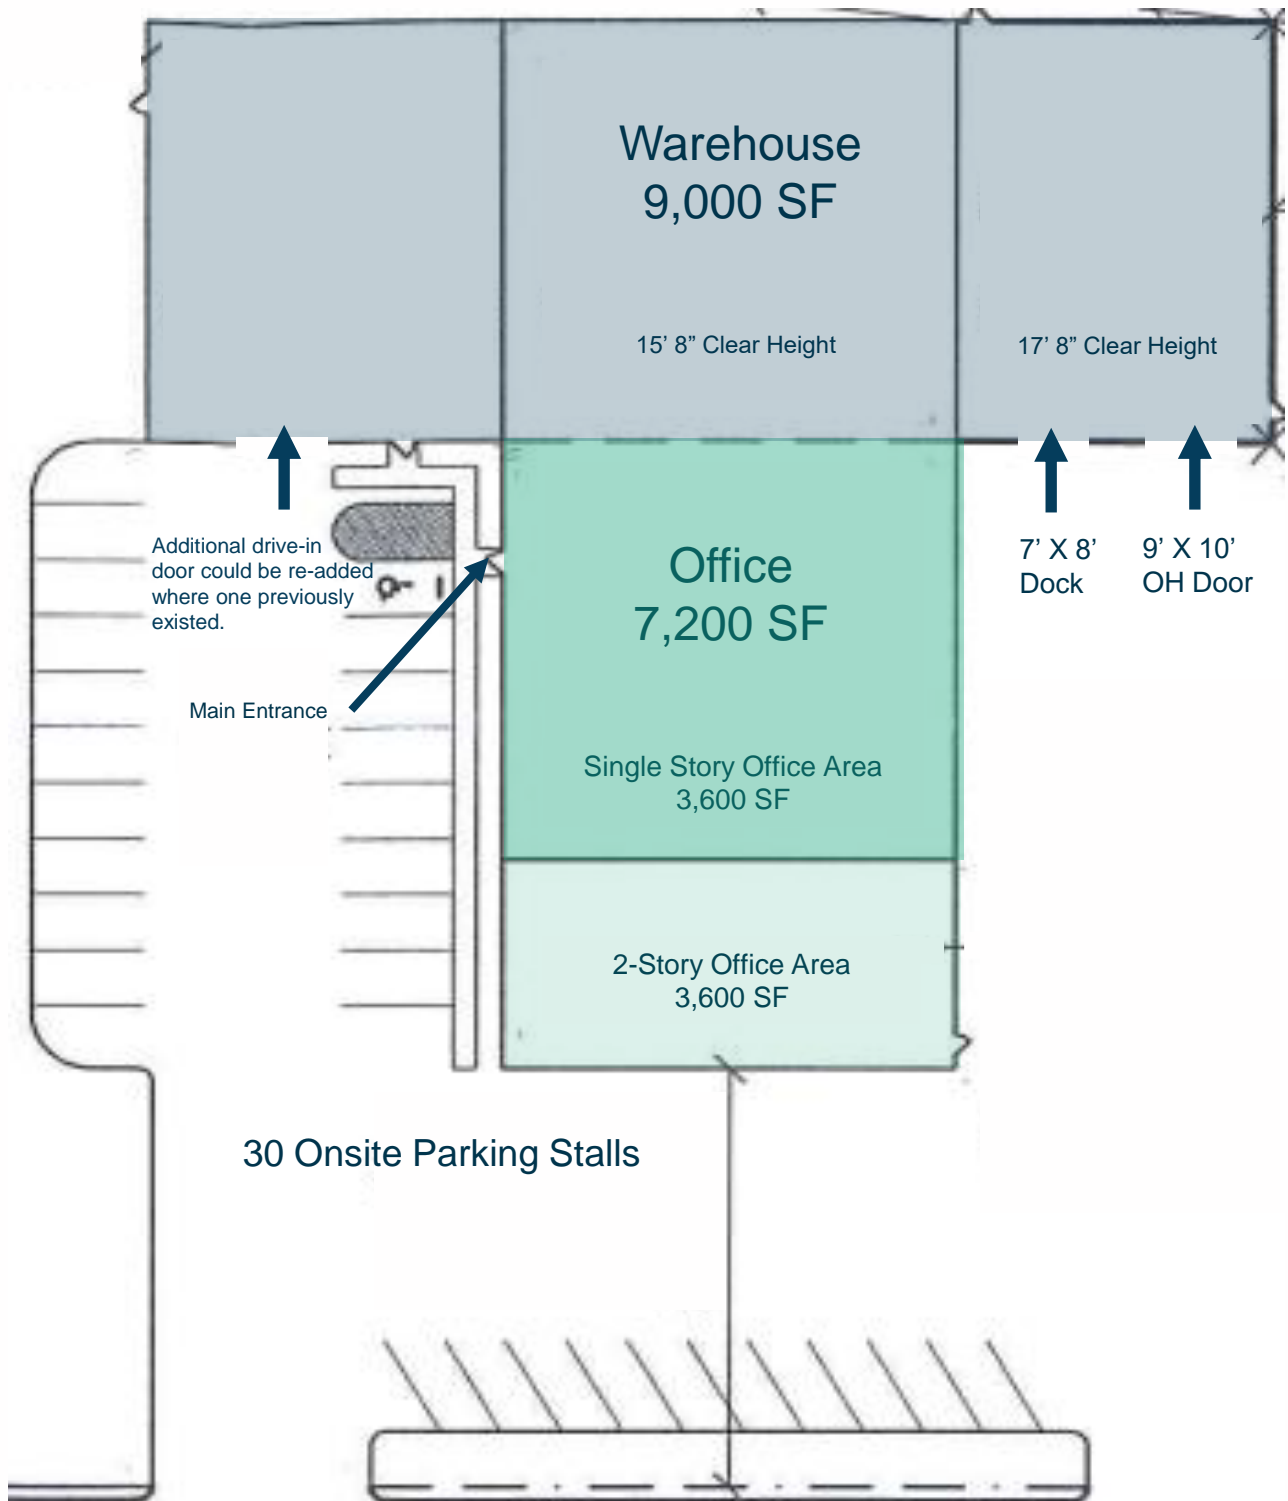 Warehouse
9,000 SF
15’ 8” Clear Height
17’ 8” Clear Height
Additional drive-in
door could be re-added
where one previously
existed.
Main Entrance
Office
7,200 SF
7’ X 8’
Dock
9’ X 10’
OH Door
Single Story Office Area
3,600 SF
2-Story Office Area
3,600 SF
30 Onsite Parking Stalls